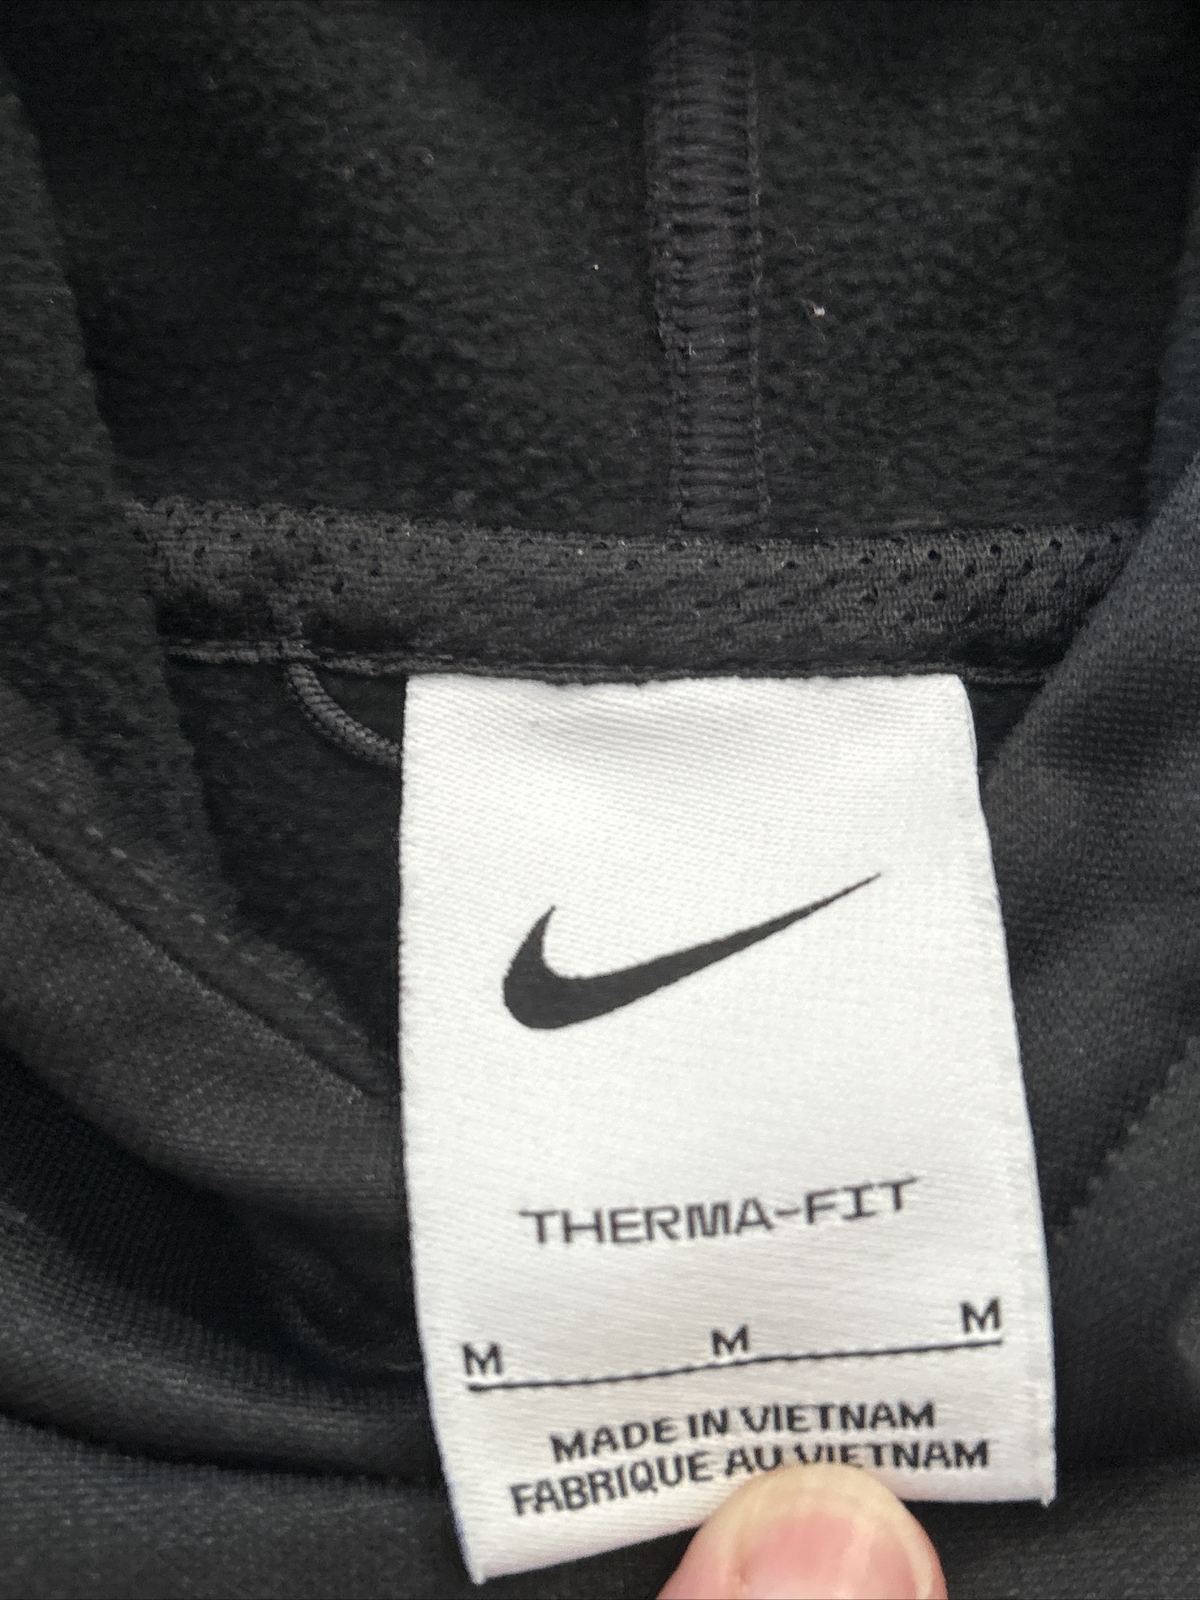 THERMA-FIT
M M M
MADE IN VIETNAM
FABRIQUE AU VIETNAM